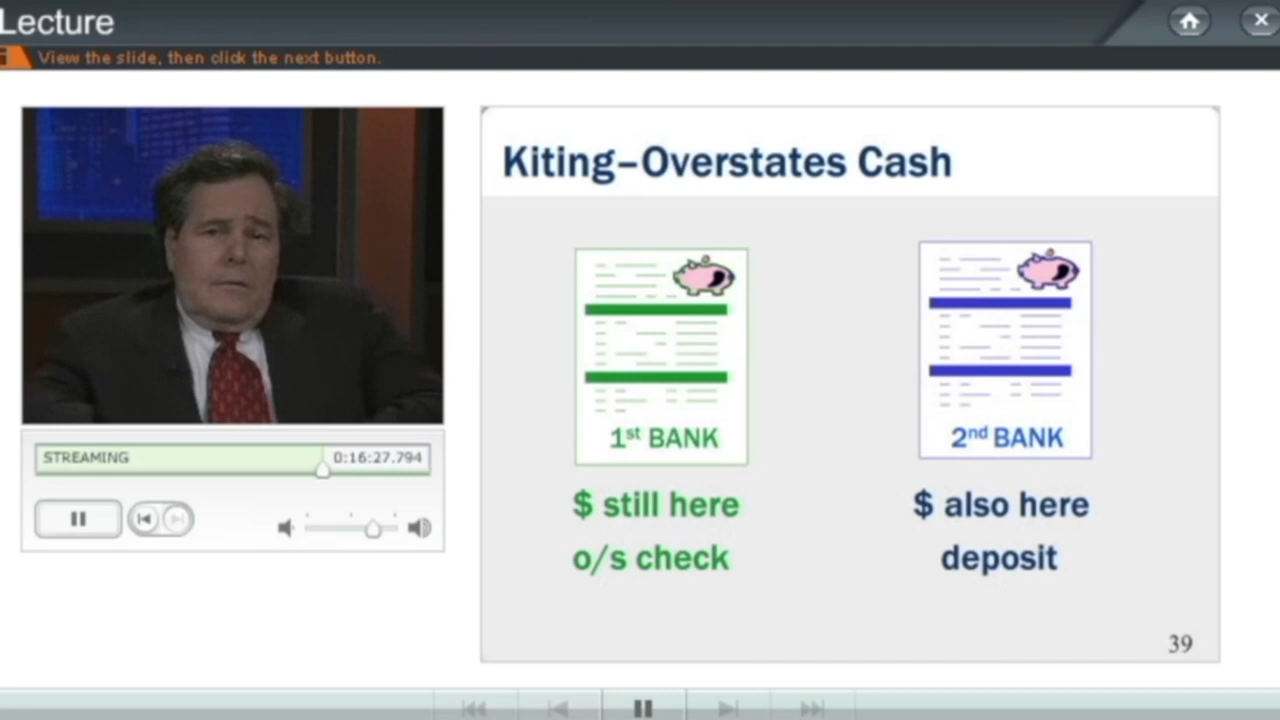 Lecture
View the slide, then click the next button.
Kiting–Overstates Cash
1st BANK
2nd BANK
$ still here
$ also here
o/s check
deposit
39
STREAMING
0:16:27.794